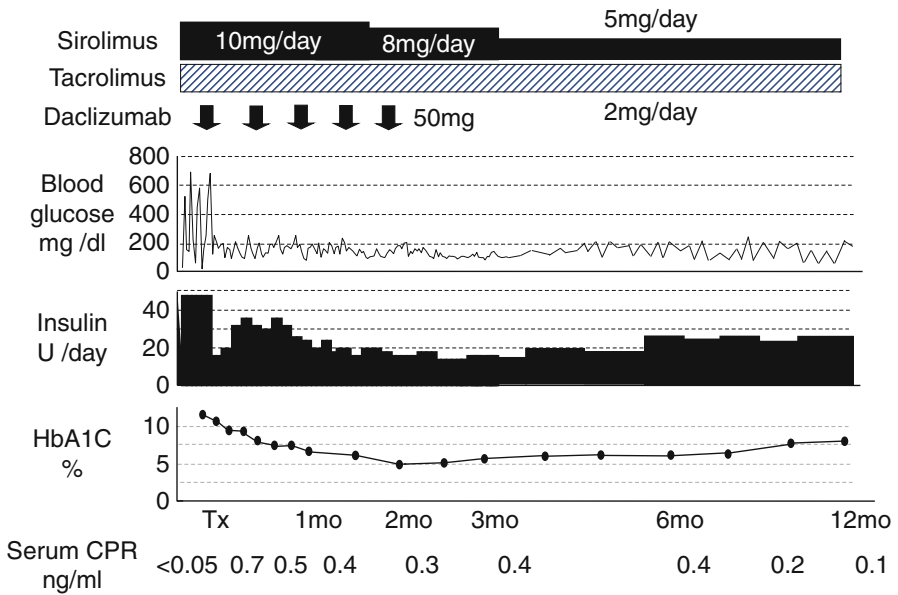 5mg/day
Sirolimus 10mg/day 8mg/day
Tacrolimus
Daclizumab 50mg 2mg/day
Blood glucose mg /dl
800
600
400
200
0
Insulin U /day
40
20
0
HbA1C %
10
5
0
Tx 1mo 2mo 3mo 6mo 12mo
Serum CPR ng/ml
<0.05 0.7 0.5 0.4 0.3 0.4 0.4 0.2 0.1